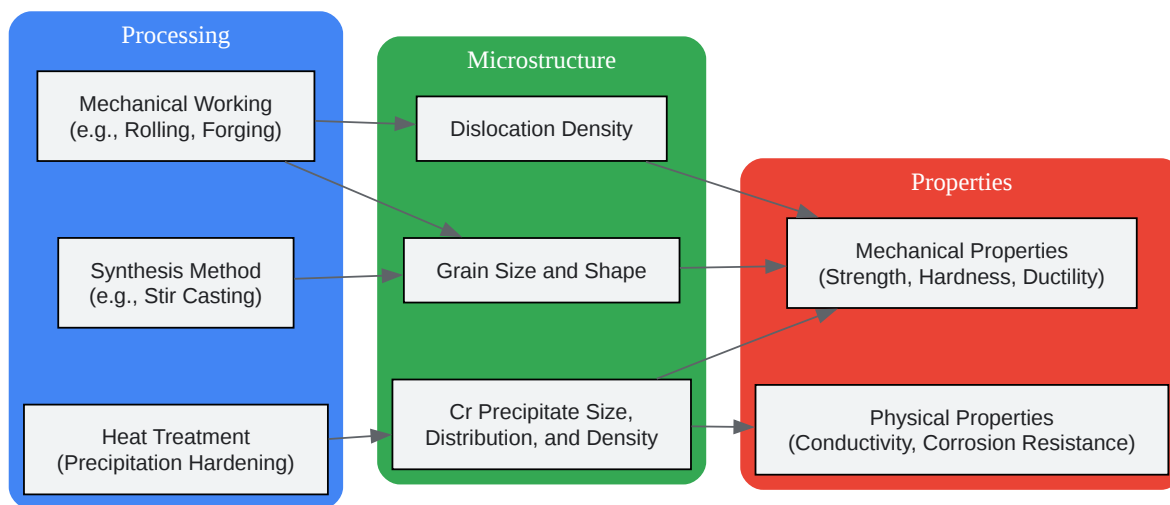 Processing
Mechanical Working
(e.g., Rolling, Forging)
Synthesis Method
(e.g., Stir Casting)
Heat Treatment
(Precipitation Hardening)
Microstructure
Dislocation Density
Grain Size and Shape
Cr Precipitate Size,
Distribution, and Density
Properties
Mechanical Properties
(Strength, Hardness, Ductility)
Physical Properties
(Conductivity, Corrosion Resistance)